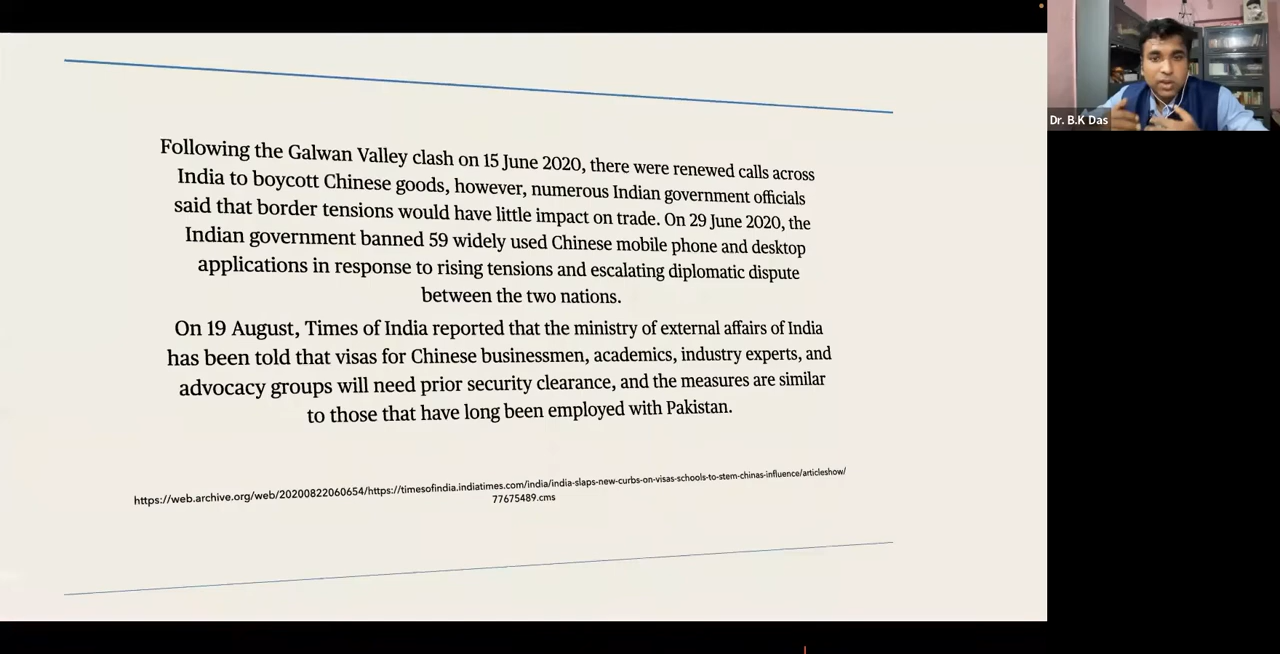 Following the Galwan Valley clash on 15 June 2020, there were renewed calls across
India to boycott Chinese goods, however, numerous Indian government officials
said that border tensions would have little impact on trade. On 29 June 2020, the
Indian government banned 59 widely used Chinese mobile phone and desktop
applications in response to rising tensions and escalating diplomatic dispute
between the two nations.
On 19 August, Times of India reported that the ministry of external affairs of India
has been told that visas for Chinese businessmen, academics, industry experts, and
advocacy groups will need prior security clearance, and the measures are similar
to those that have long been employed with Pakistan.
https://web.archive.org/web/20200822060654/https://timesofindia.indiatimes.com/india/india-slaps-new-curbs-on-visas-schools-to-stem-chinas-influence/articleshow/
77675489.cms
Dr. B.K Das